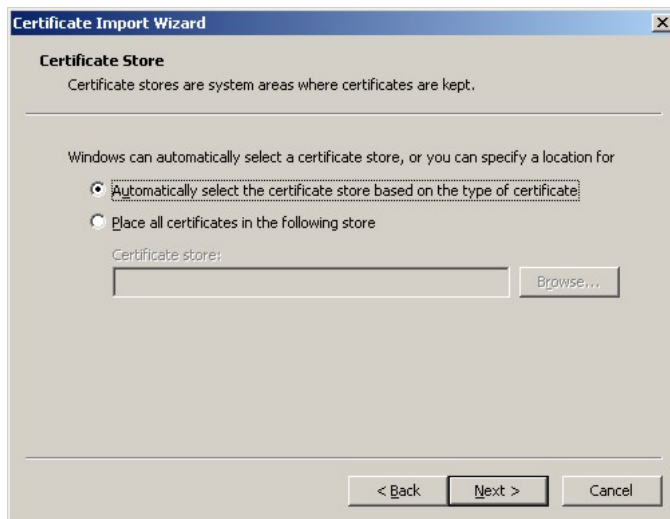 Certificate Import Wizard
Certificate Store
Certificate stores are system areas where certificates are kept.
Windows can automatically select a certificate store, or you can specify a location for
Automatically select the certificate store based on the type of certificate
Place all certificates in the following store
Certificate store:
Browse...
< Back
Next >
Cancel